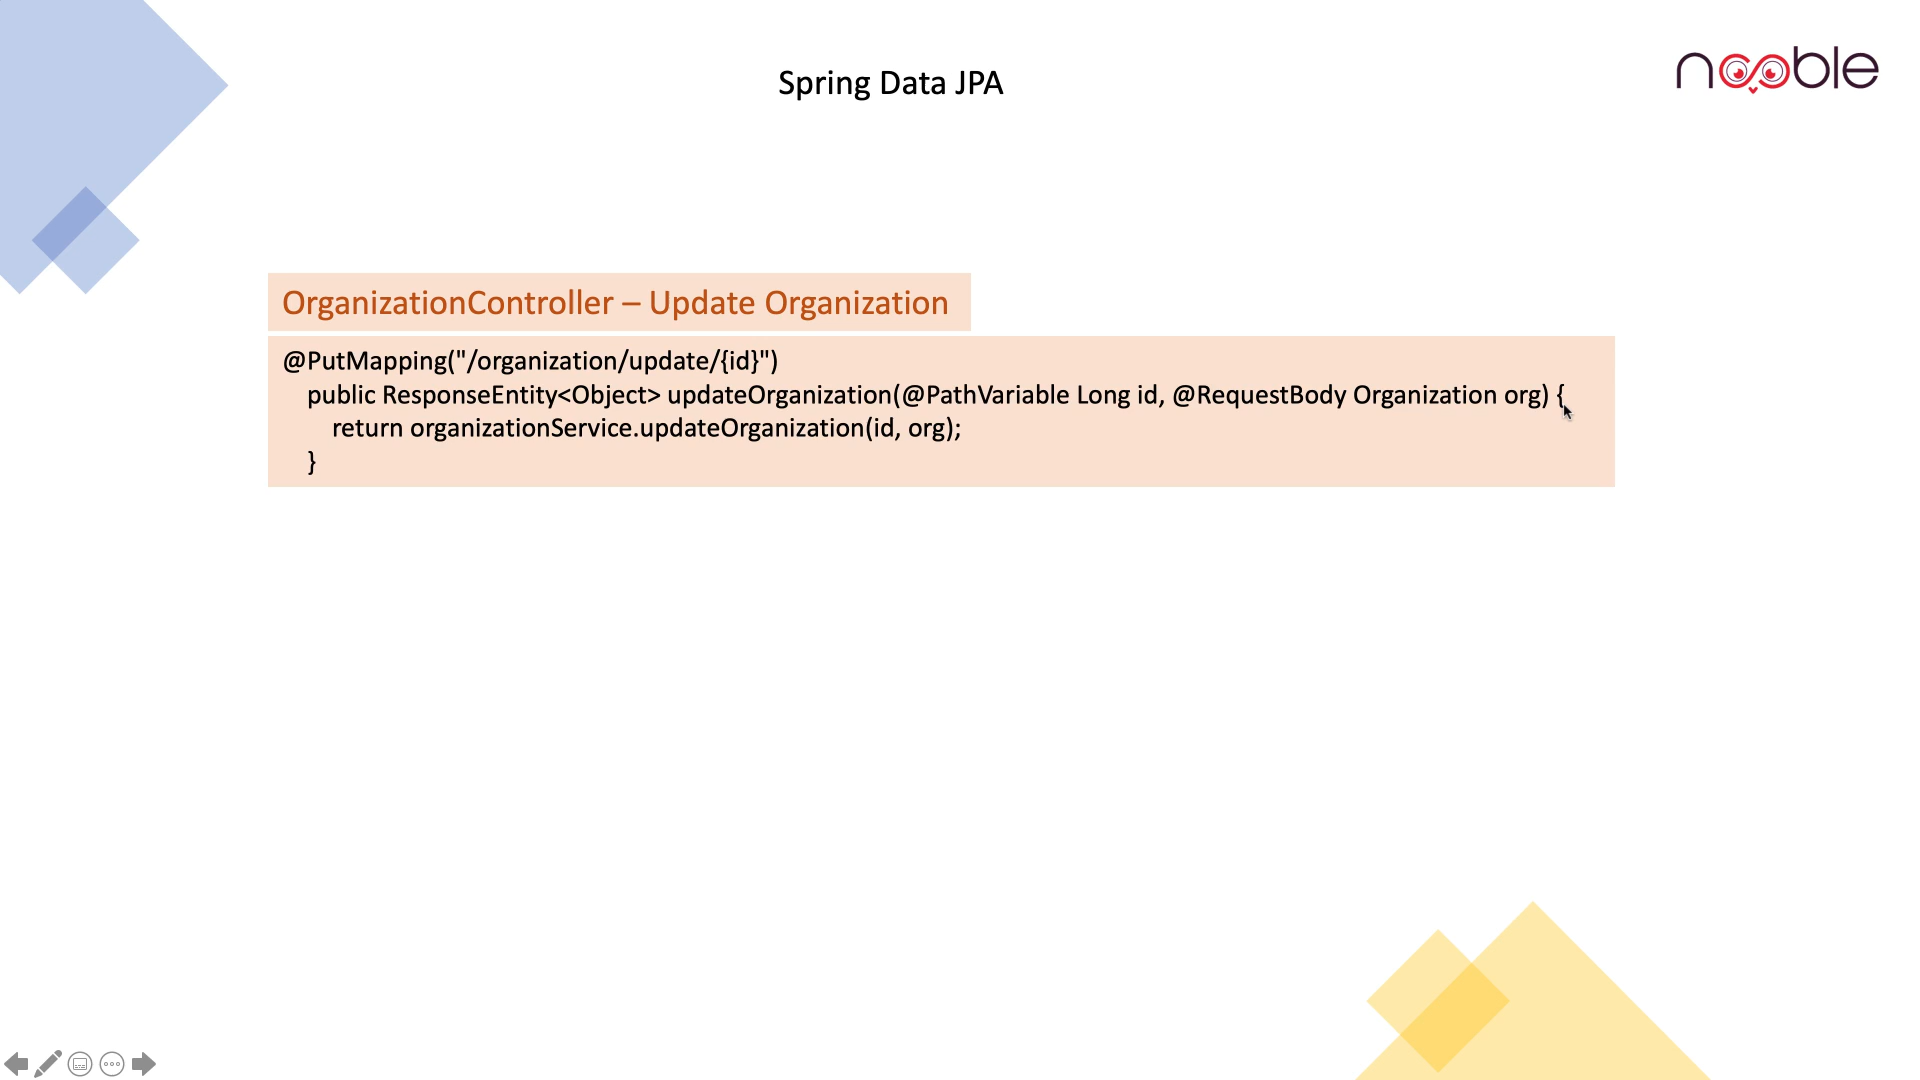 Spring Data JPA
nooble
OrganizationController – Update Organization
@PutMapping("/organization/update/{id}")
public ResponseEntity<Object> updateOrganization(@PathVariable Long id, @RequestBody Organization org) {
return organizationService.updateOrganization(id, org);
}